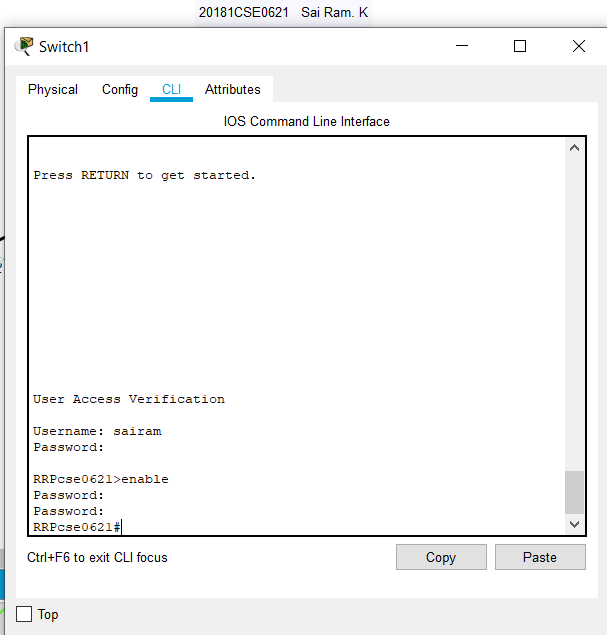 20181CSE0621 Sai Ram. K
Switch1
Physical Config CLI Attributes
IOS Command Line Interface
Press RETURN to get started.
User Access Verification
Username: sairam
Password:
RRPcse0621>enable
Password:
Password:
RRPcse0621#
Ctrl+F6 to exit CLI focus
Copy Paste
Top